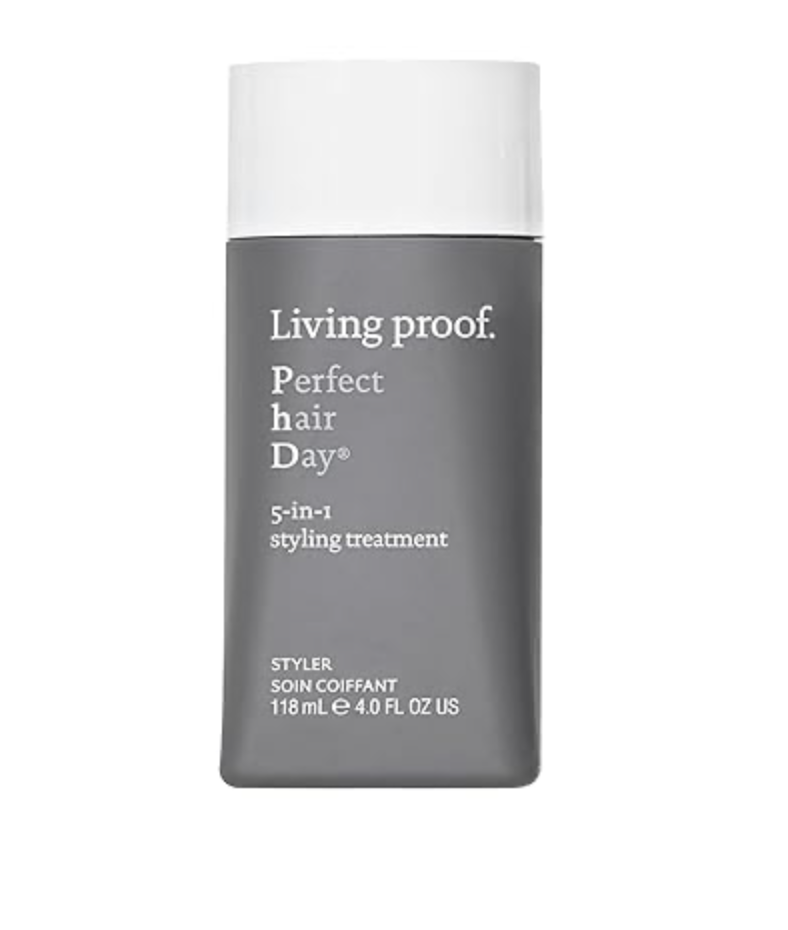 Living proof.
Perfect
hair
Day®
5-in-1
styling treatment
STYLER
SOIN COIFFANT
118 mL ℮ 4.0 FL OZ US